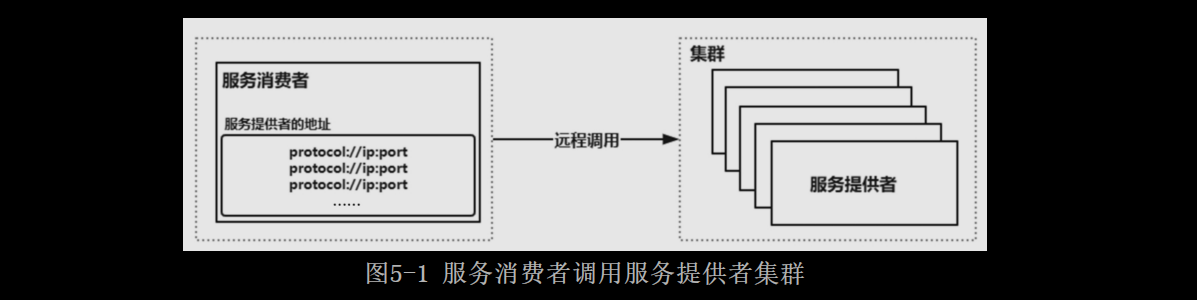 服务消费者
服务提供者的地址
protocol://ip:port
protocol://ip:port
protocol://ip:port
……
远程调用
集群
服务提供者
图5-1 服务消费者调用服务提供者集群